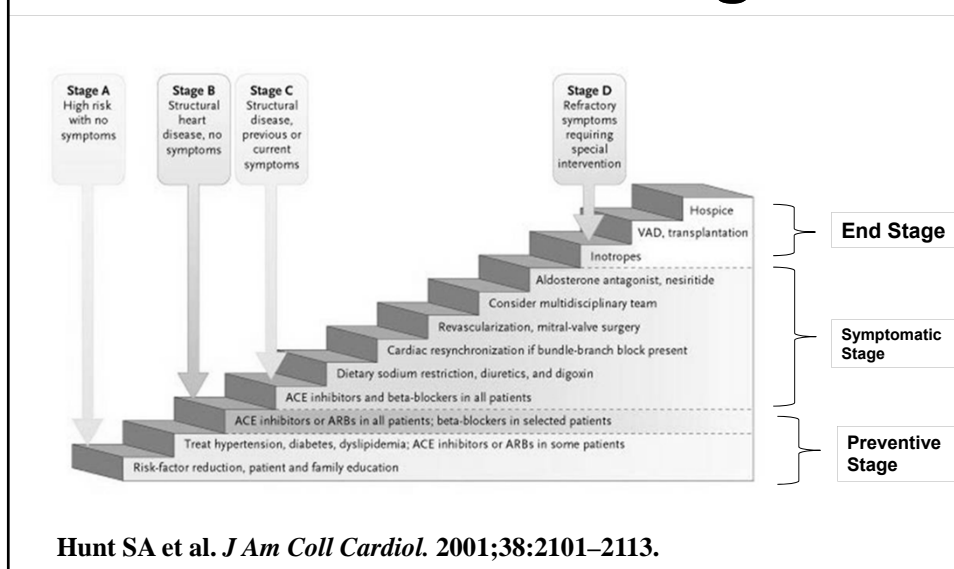 Stage A
High risk
with no
symptoms
Stage B
Structural
heart
disease, no
symptoms
Stage C
Structural
disease,
previous or
current
symptoms
Stage D
Refractory
symptoms
requiring
special
intervention
Hospice
VAD, transplantation
Inotropes
Aldosterone antagonist, nesiritide
Consider multidisciplinary team
Revascularization, mitral-valve surgery
Cardiac resynchronization if bundle-branch block present
Dietary sodium restriction, diuretics, and digoxin
ACE inhibitors and beta-blockers in all patients
ACE inhibitors or ARBs in all patients; beta-blockers in selected patients
Treat hypertension, diabetes, dyslipidemia; ACE inhibitors or ARBs in some patients
Risk-factor reduction, patient and family education
End Stage
Symptomatic
Stage
Preventive
Stage
Hunt SA et al. J Am Coll Cardiol. 2001;38:2101–2113.